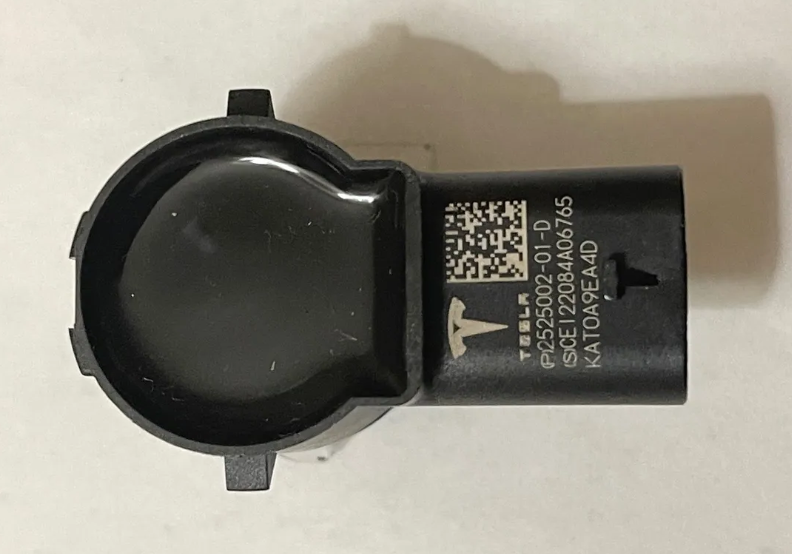 TESLA
(P)2525002-01-D
(S)CE122084A06765
KAT0A9EA4D